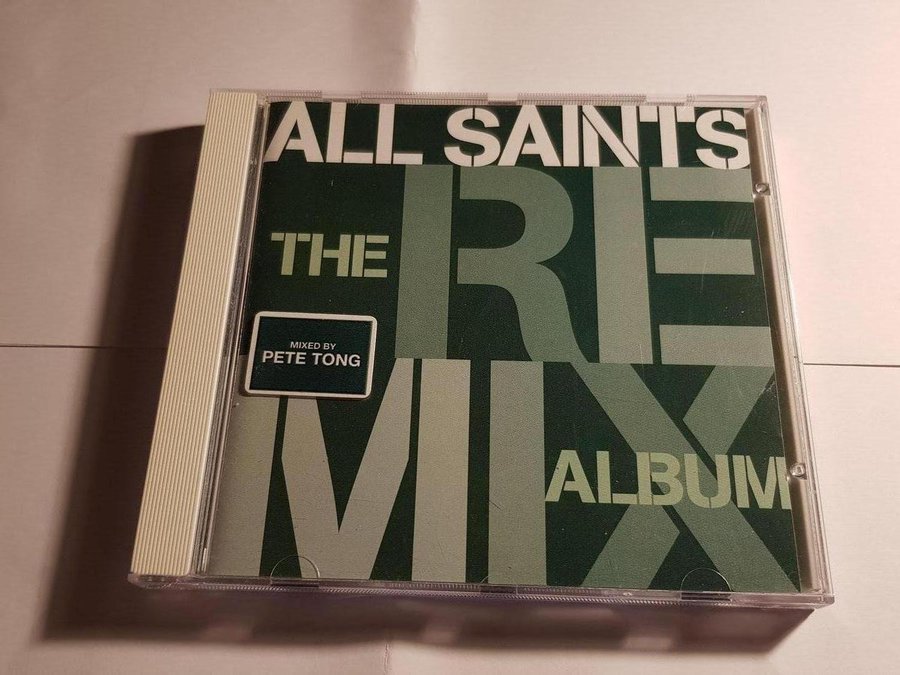 ALL SAINTS
THE RE
MIXED BY
PETE TONG
MIX
ALBUM